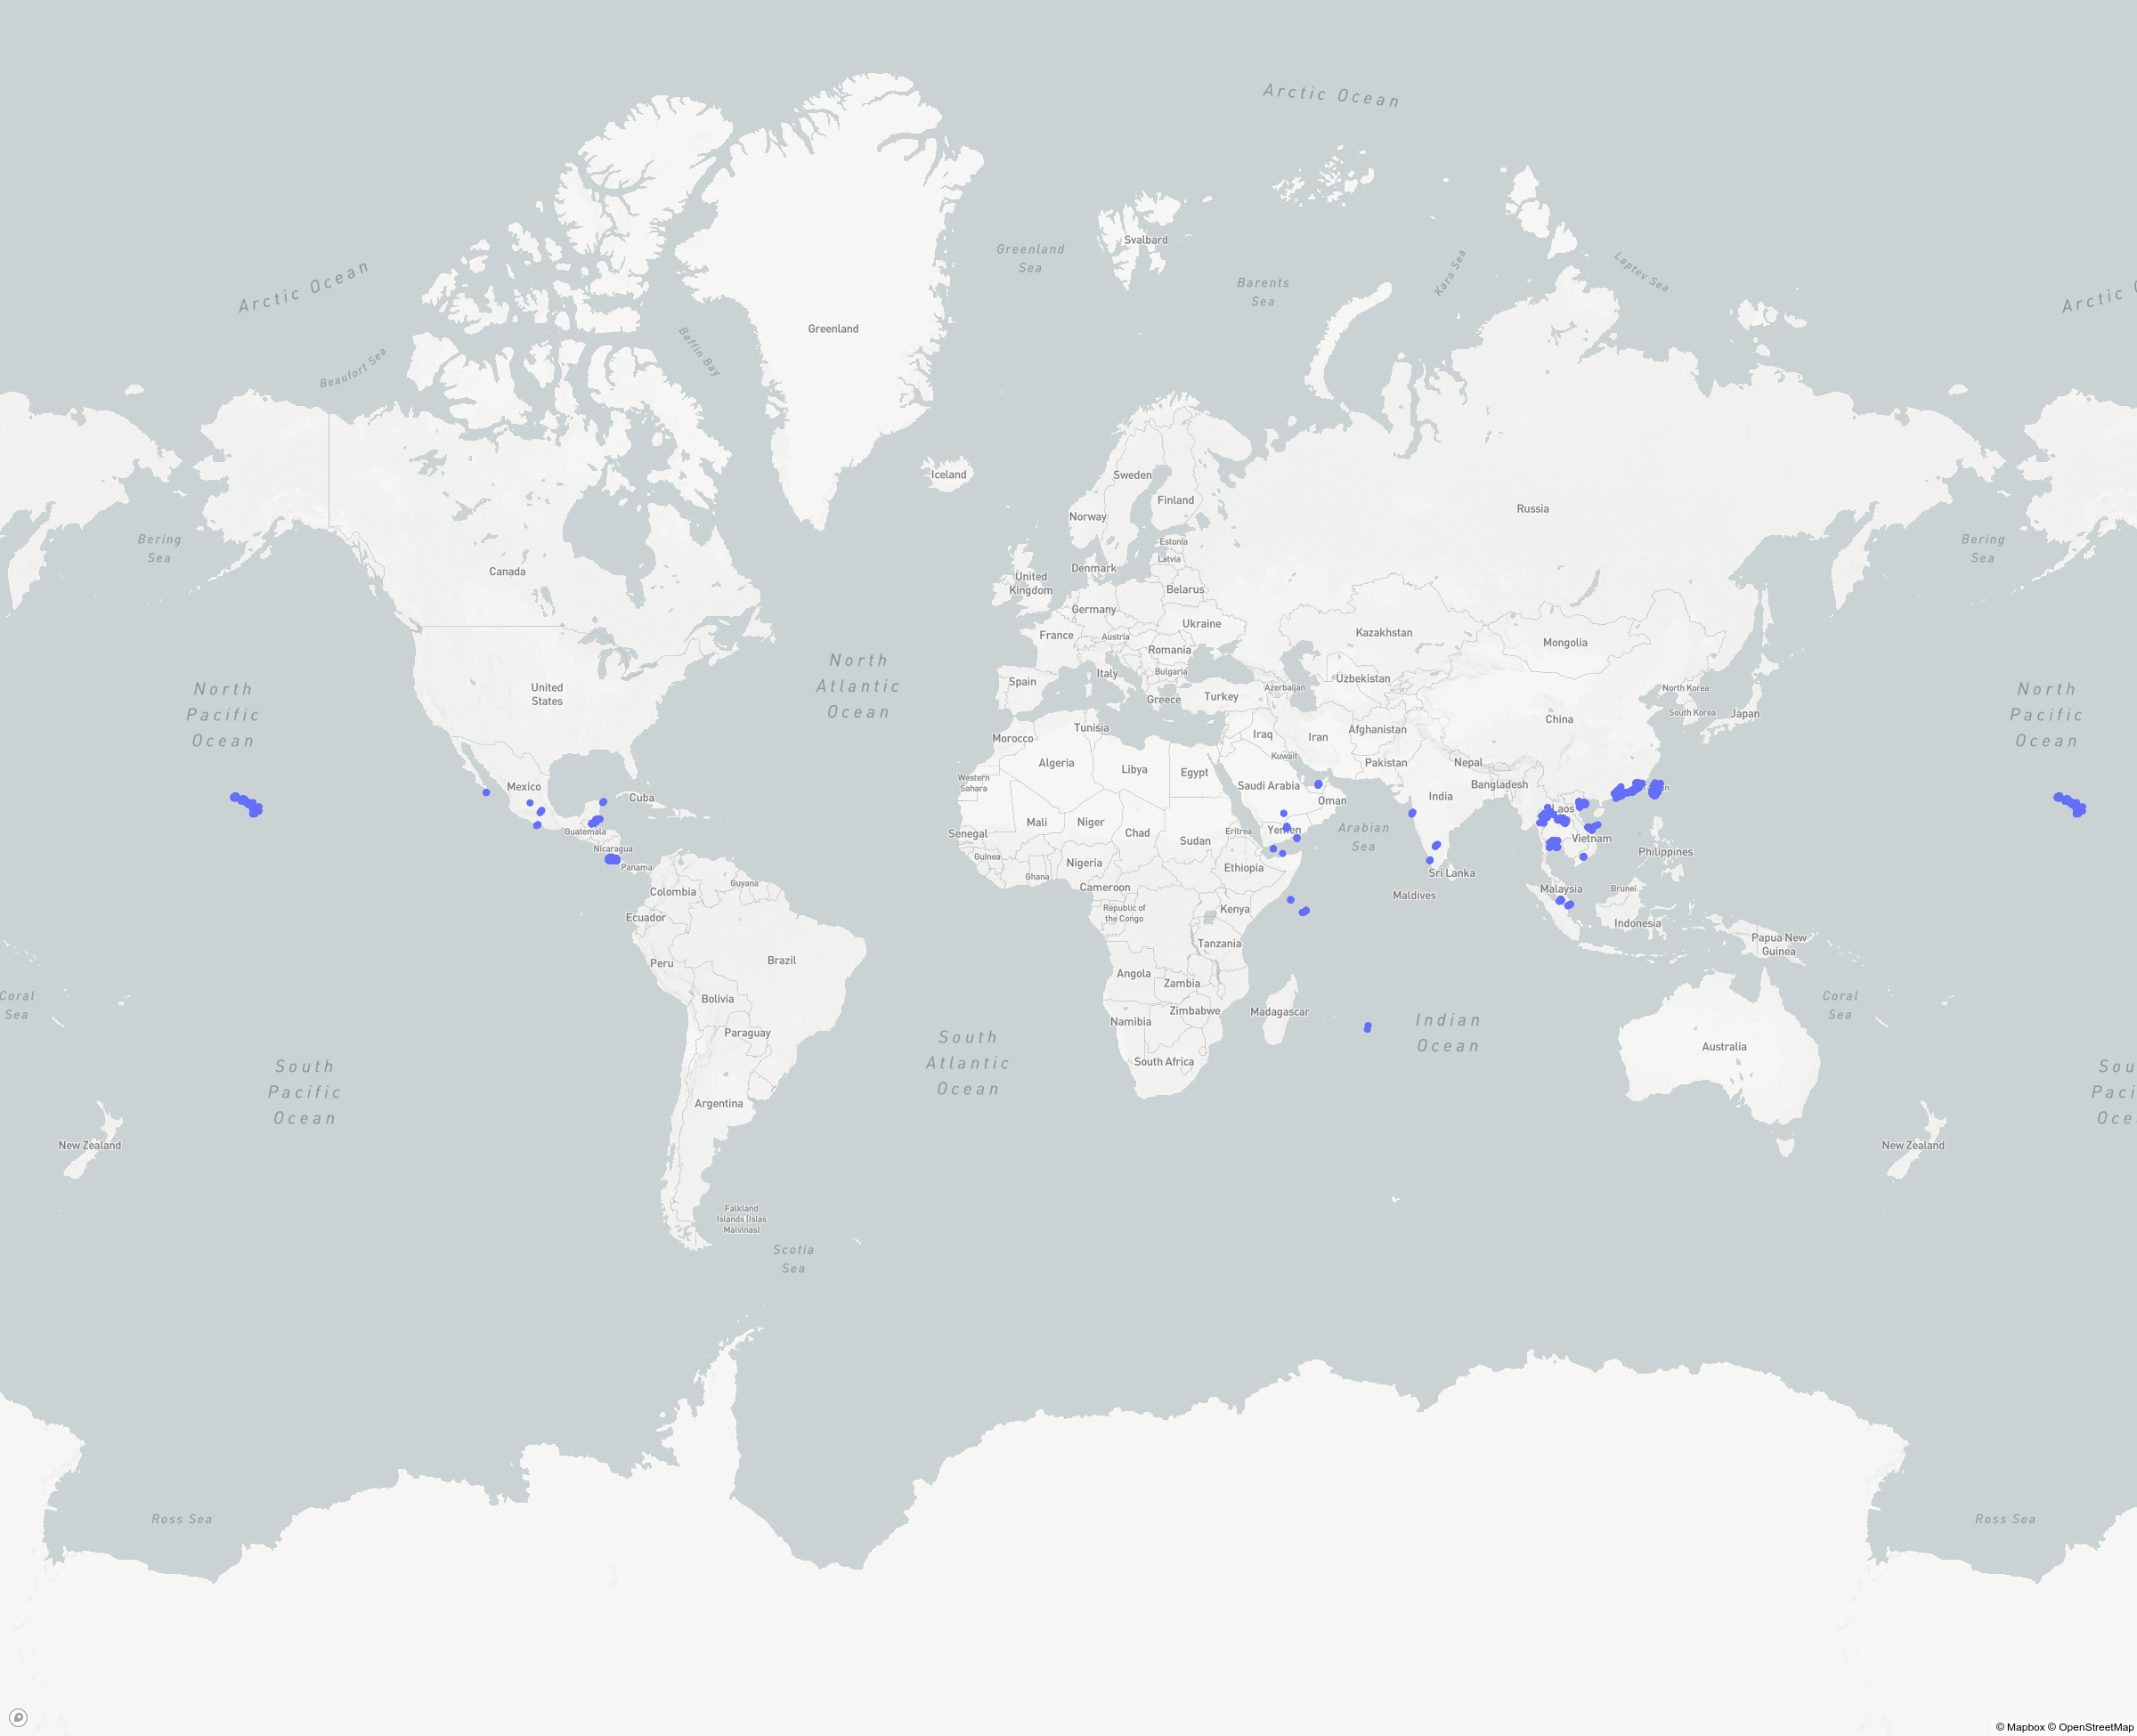 Arctic Ocean
Arctic Ocean
Greenland
Sea
Svalbard
Barents
Sea
Kara Sea
Laptev Sea
Beaufort Sea
Baffin Bay
Greenland
Iceland
Sweden
Finland
Norway
Russia
Bering
Sea
Bering
Sea
Canada
Estonia
Latvia
Denmark
United
Kingdom
Belarus
Germany
Ukraine
France
Austria
Kazakhstan
Mongolia
Romania
North
Atlantic
Ocean
Italy
Bulgaria
Spain
Greece
Turkey
Azerbaijan
Uzbekistan
North Korea
South Korea
Japan
North
Pacific
Ocean
United
States
North
Pacific
Ocean
China
Tunisia
Morocco
Iraq
Iran
Afghanistan
Kuwait
Pakistan
Nepal
Algeria
Libya
Egypt
Western
Sahara
Saudi Arabia
Bangladesh
Mexico
Cuba
Oman
India
Laos
Mali
Niger
Chad
Sudan
Eritrea
Yemen
Arabian
Sea
Senegal
Guatemala
Vietnam
Nicaragua
Guinea
Philippines
Panama
Nigeria
Ethiopia
Sri Lanka
Ghana
Guyana
Colombia
Cameroon
Maldives
Malaysia
Brunei
Ecuador
Republic of
the Congo
Kenya
Indonesia
Tanzania
Papua New
Guinea
Peru
Brazil
Angola
Zambia
Bolivia
Coral
Sea
Coral
Sea
Zimbabwe
Madagascar
Namibia
Indian
Ocean
Paraguay
South
Atlantic
Ocean
South Africa
Australia
South
Pacific
Ocean
Argentina
New Zealand
New Zealand
Falkland
Islands (Islas
Malvinas)
Scotia
Sea
Ross Sea
Ross Sea
© Mapbox © OpenStreetMap